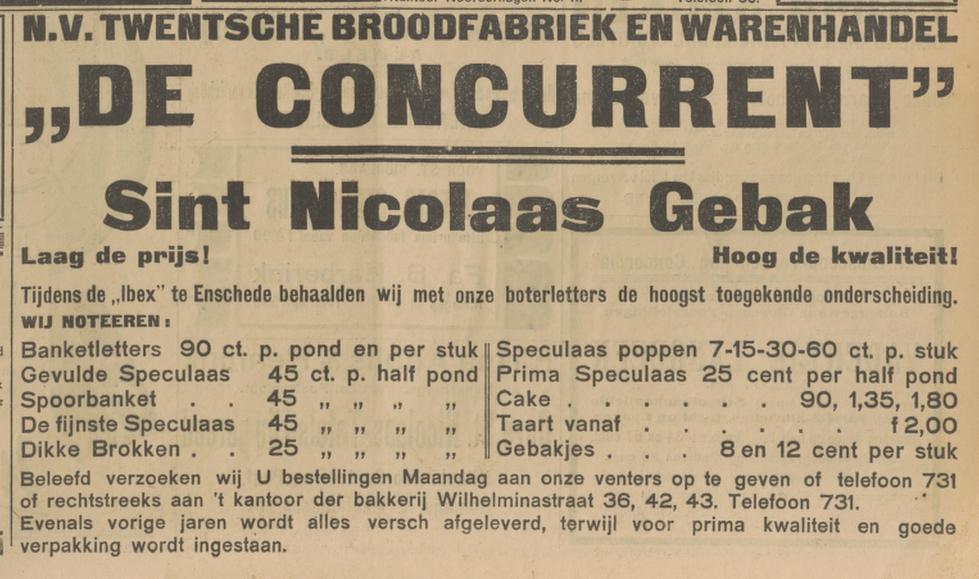 N.V. TWENTSCHE BROODFABRIEK EN WARENHANDEL
„DE CONCURRENT”
Sint Nicolaas Gebak
Laag de prijs! Hoog de kwaliteit!
Tijdens de „Ibex” te Enschede behaalden wij met onze boterletters de hoogst toegekende onderscheiding.
WIJ NOTEEREN:
Banketletters 90 ct. p. pond en per stuk
Gevulde Speculaas 45 ct. p. half pond
Spoorbanket . . 45 „ „ „ „
De fijnste Speculaas 45 „ „ „ „
Dikke Brokken . . 25 „ „ „ „
Speculaas poppen 7-15-30-60 ct. p. stuk
Prima Speculaas 25 cent per half pond
Cake . . . . . . 90, 1,35, 1,80
Taart vanaf . . . . . . f 2,00
Gebakjes . . . 8 en 12 cent per stuk
Beleefd verzoeken wij U bestellingen Maandag aan onze venters op te geven of telefoon 731
of rechtstreeks aan 't kantoor der bakkerij Wilhelminastraat 36, 42, 43. Telefoon 731.
Evenals vorige jaren wordt alles versch afgeleverd, terwijl voor prima kwaliteit en goede
verpakking wordt ingestaan.